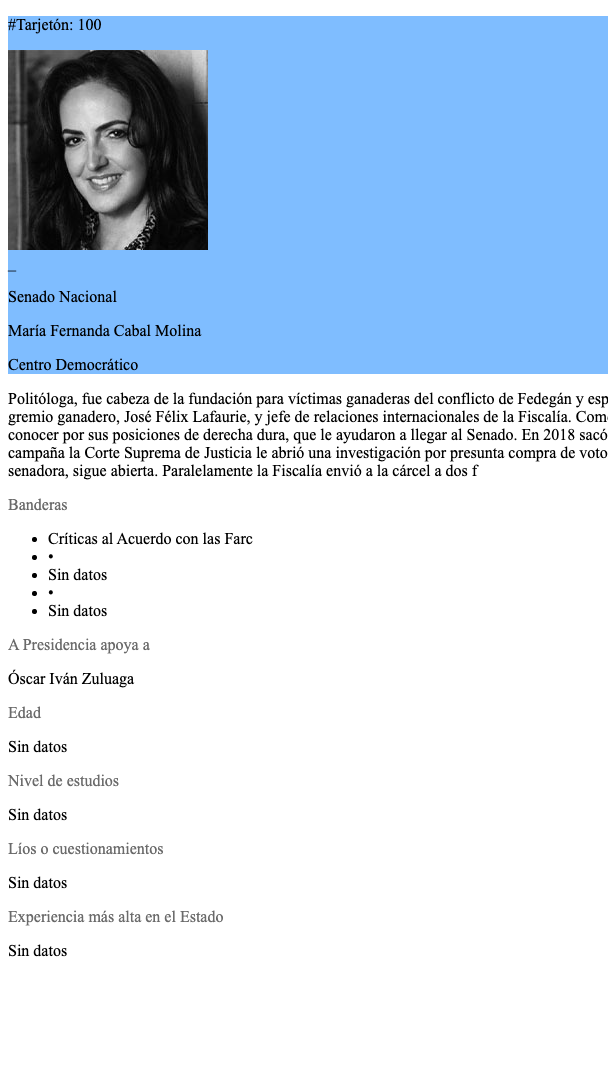 #Tarjetón: 100
_
Senado Nacional
María Fernanda Cabal Molina
Centro Democrático
Politóloga, fue cabeza de la fundación para víctimas ganaderas del conflicto de Fedegán y esp
gremio ganadero, José Félix Lafaurie, y jefe de relaciones internacionales de la Fiscalía. Com
conocer por sus posiciones de derecha dura, que le ayudaron a llegar al Senado. En 2018 sacó
campaña la Corte Suprema de Justicia le abrió una investigación por presunta compra de voto
senadora, sigue abierta. Paralelamente la Fiscalía envió a la cárcel a dos f
Banderas
• Críticas al Acuerdo con las Farc
• •
• Sin datos
• •
• Sin datos
A Presidencia apoya a
Óscar Iván Zuluaga
Edad
Sin datos
Nivel de estudios
Sin datos
Líos o cuestionamientos
Sin datos
Experiencia más alta en el Estado
Sin datos